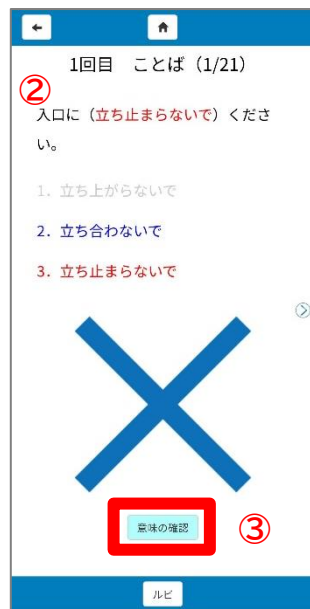 1回目 ことば（1/21）
②
入口に（立ち止まらないで）くださ
い。
1. 立ち上がらないで
2. 立ち合わないで
3. 立ち止まらないで
意味の確認
③
ルビ